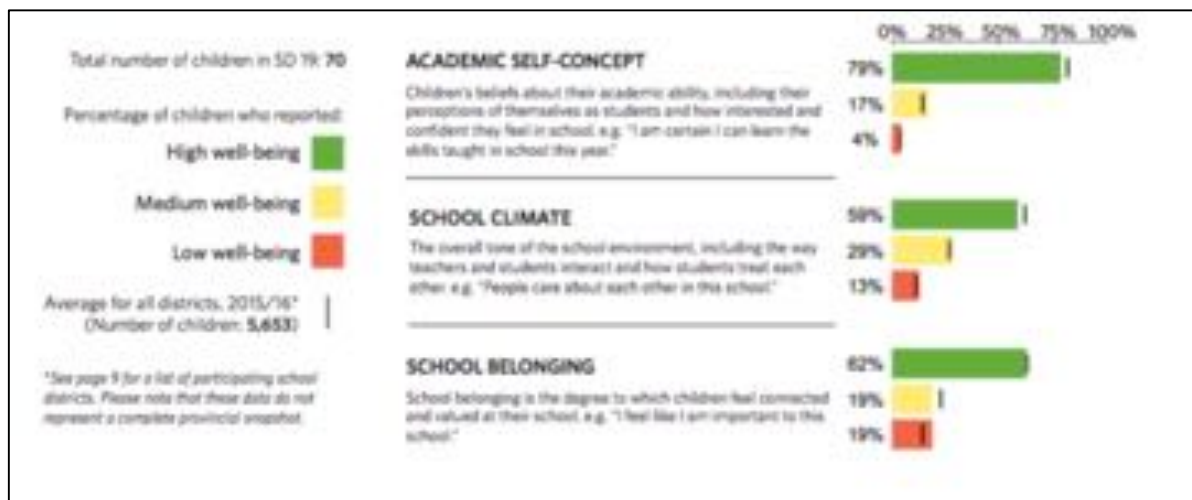 Total number of children in SD 19: 70
Percentage of children who reported:
High well-being
Medium well-being
Low well-being
Average for all districts, 2015/16*
(Number of children: 5,653)
*See page 9 for a list of participating school
districts. Please note that these data do not
represent a complete provincial snapshot.
0% 25% 50% 75% 100%
ACADEMIC SELF-CONCEPT
Children's beliefs about their academic ability, including their
perceptions of themselves as students and how interested and
confident they feel in school. e.g. "I am certain I can learn the
skills taught in school this year."
79%
17%
4%
SCHOOL CLIMATE
The overall tone of the school environment, including the way
teachers and students interact and how students treat each
other. e.g. "People care about each other in this school."
59%
29%
13%
SCHOOL BELONGING
School belonging is the degree to which children feel connected
and valued at their school. e.g. "I feel like I am important to this
school."
62%
19%
19%